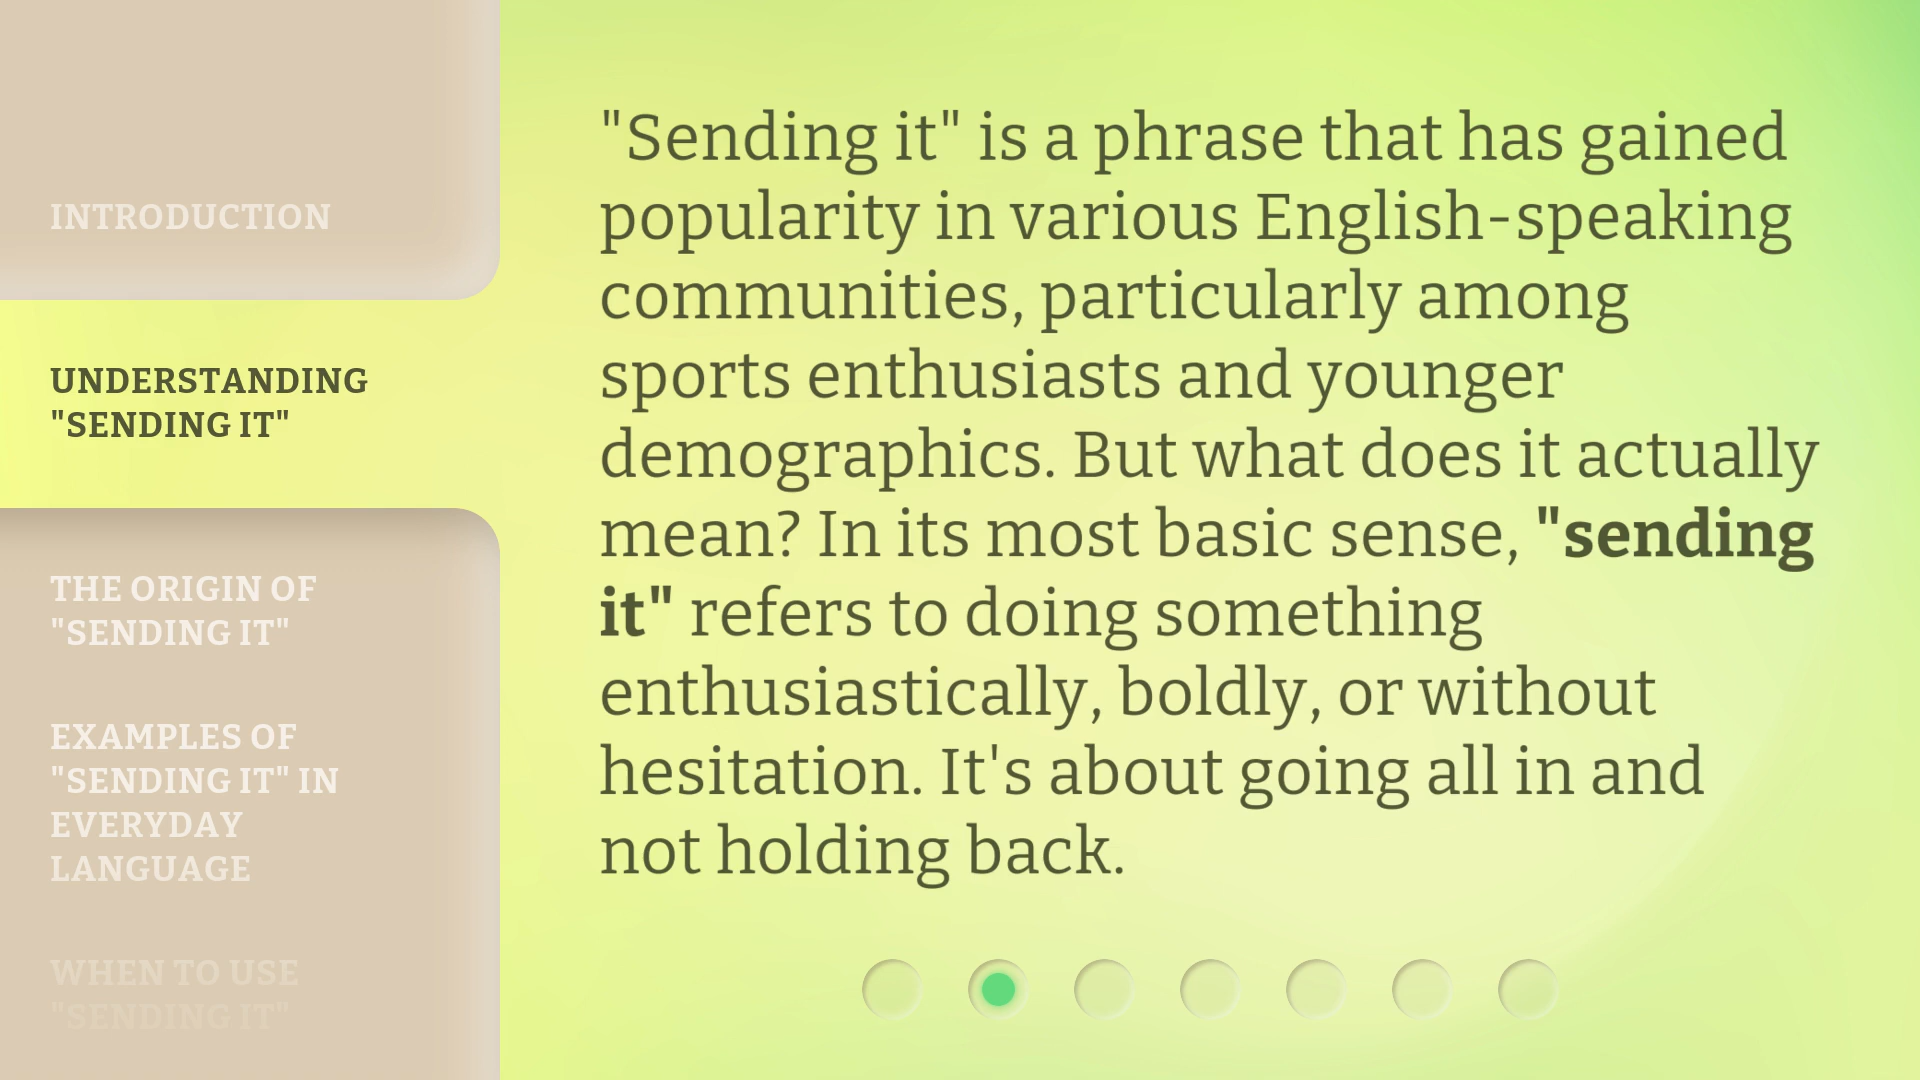 INTRODUCTION
UNDERSTANDING
"SENDING IT"
THE ORIGIN OF
"SENDING IT"
EXAMPLES OF
"SENDING IT" IN
EVERYDAY
LANGUAGE
WHEN TO USE
"SENDING IT"
"Sending it" is a phrase that has gained
popularity in various English-speaking
communities, particularly among
sports enthusiasts and younger
demographics. But what does it actually
mean? In its most basic sense, "sending
it" refers to doing something
enthusiastically, boldly, or without
hesitation. It's about going all in and
not holding back.